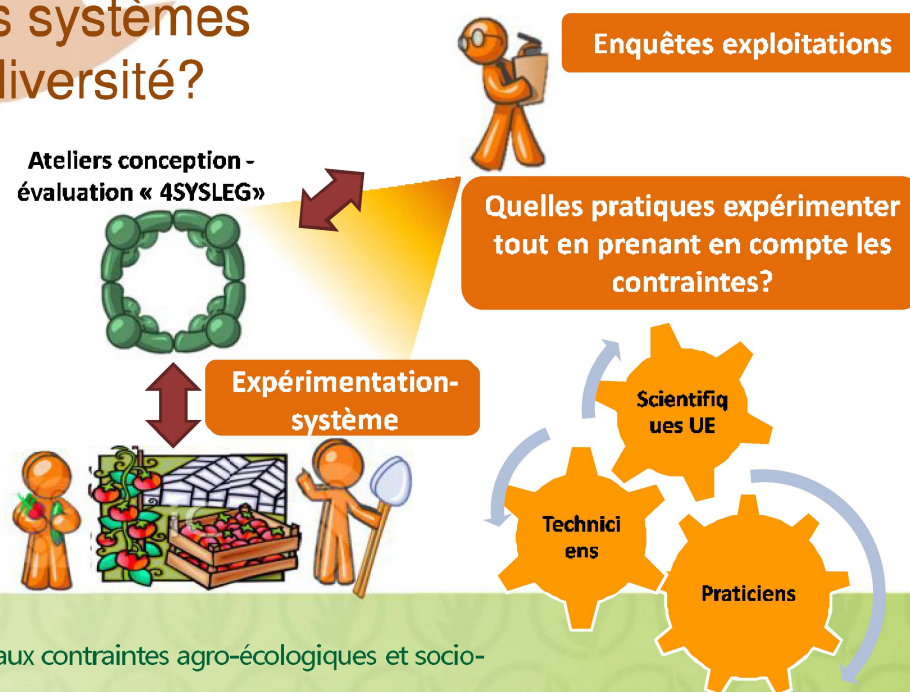 s systèmes
diversité?
Enquêtes exploitations
Ateliers conception -
évaluation « 4SYSLEG»
Quelles pratiques expérimenter
tout en prenant en compte les
contraintes?
Expérimentation-
système
Scientifiq
ues UE
Technici
ens
Praticiens
aux contraintes agro-écologiques et socio-